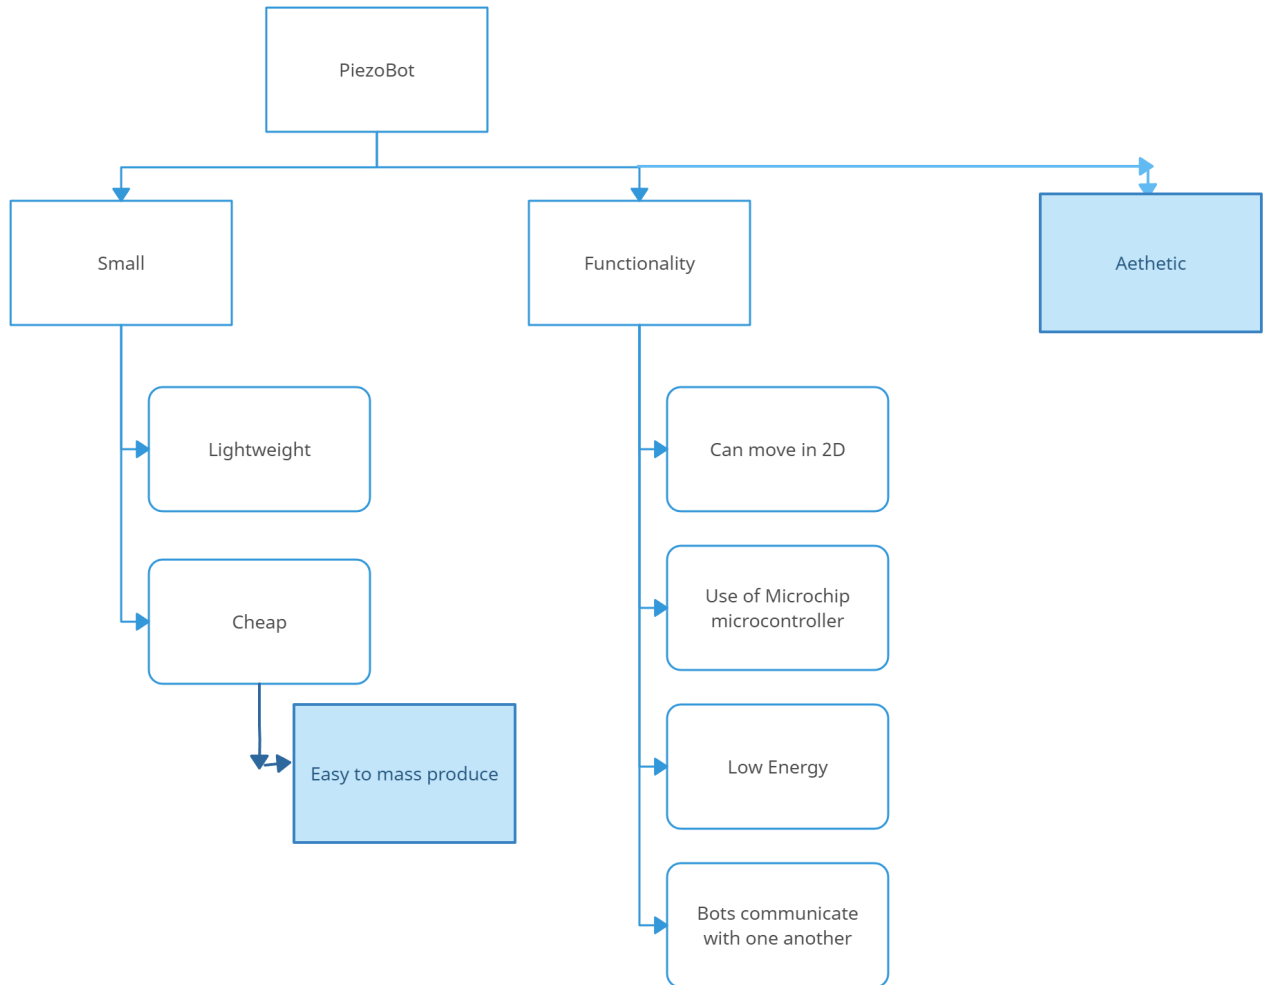 PiezoBot
Small
Functionality
Aethetic
Lightweight
Can move in 2D
Cheap
Use of Microchip
microcontroller
Easy to mass produce
Low Energy
Bots communicate
with one another